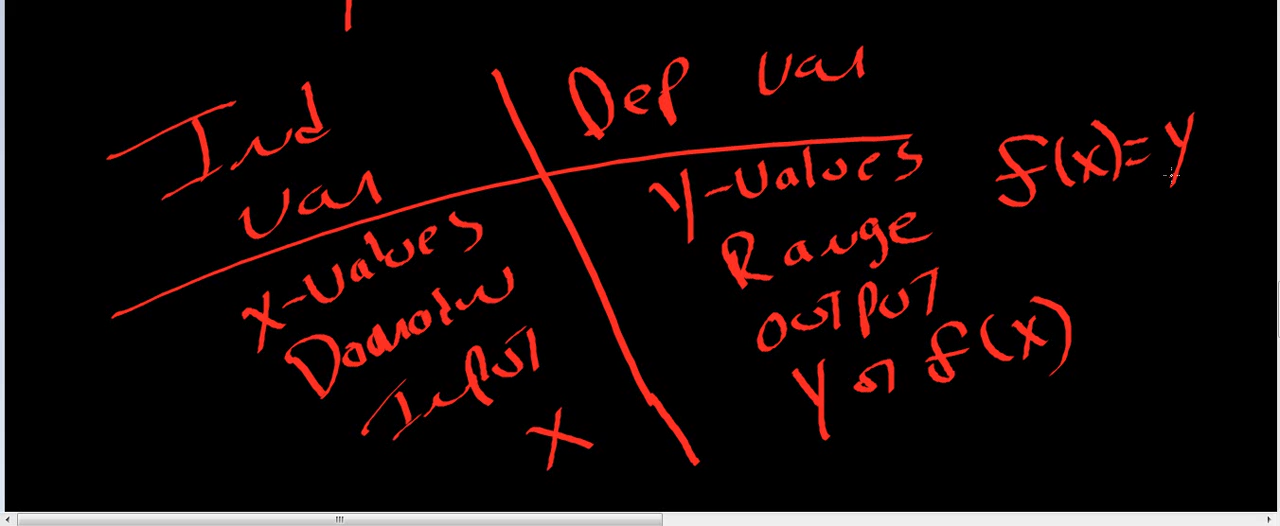 Ind
var
x-values
Domain
Input
x
Dep var
y-values
Range
output
y or f(x)
f(x)=y